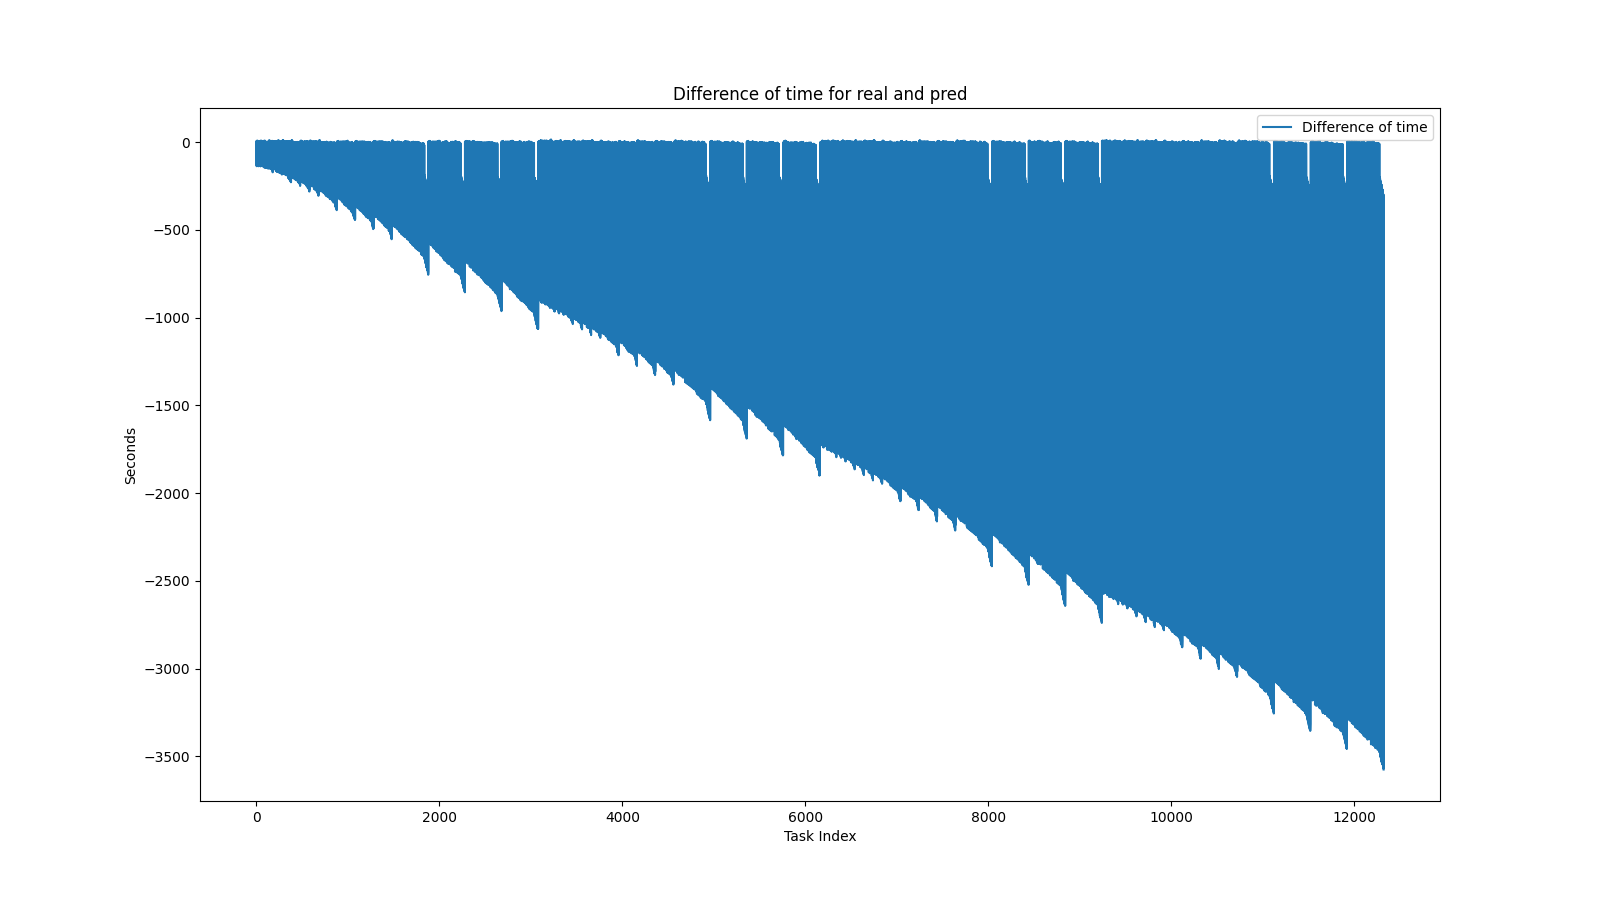 Difference of time for real and pred
Difference of time
0
−500
−1000
−1500
−2000
−2500
−3000
−3500
Seconds
0 2000 4000 6000 8000 10000 12000
Task Index